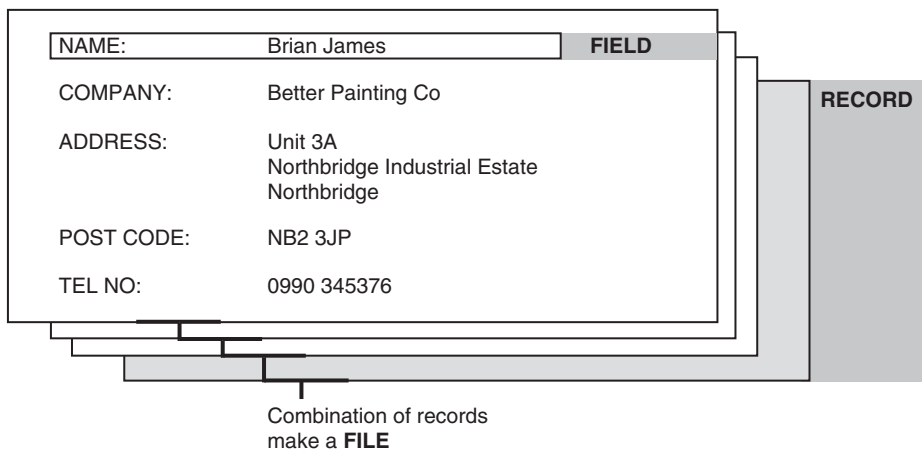 NAME: Brian James FIELD
COMPANY: Better Painting Co RECORD
ADDRESS: Unit 3A
Northbridge Industrial Estate
Northbridge
POST CODE: NB2 3JP
TEL NO: 0990 345376
Combination of records
make a FILE